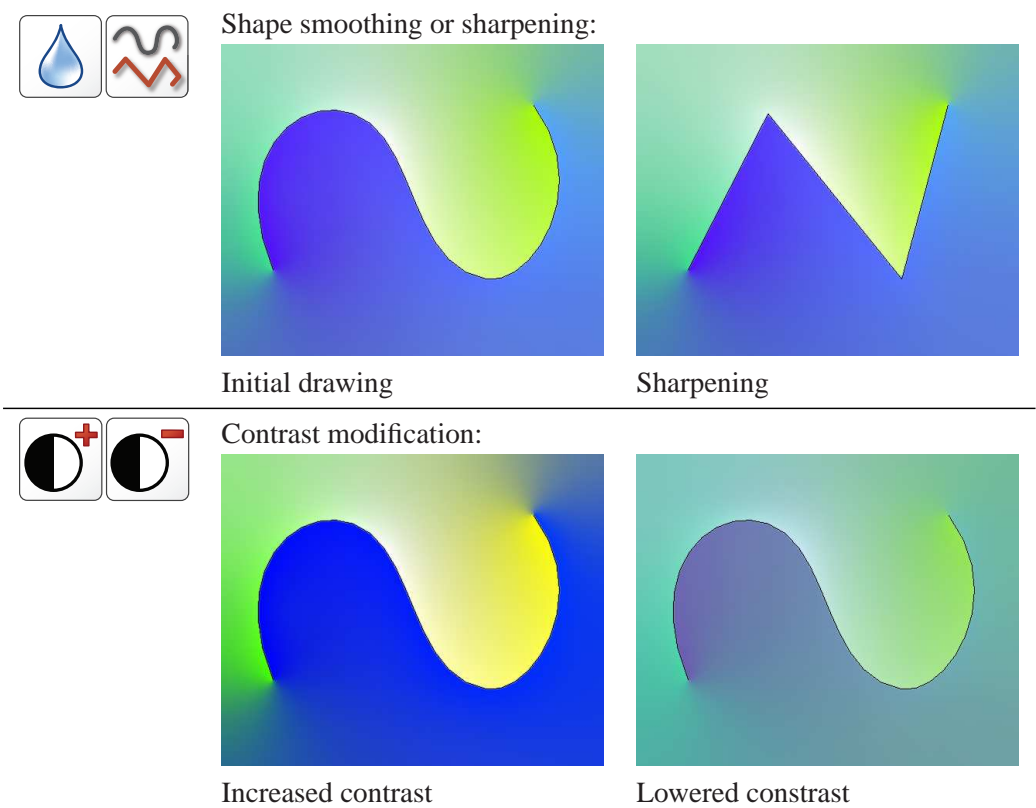 Shape smoothing or sharpening:
Initial drawing
Sharpening
Contrast modification:
Increased contrast
Lowered constrast